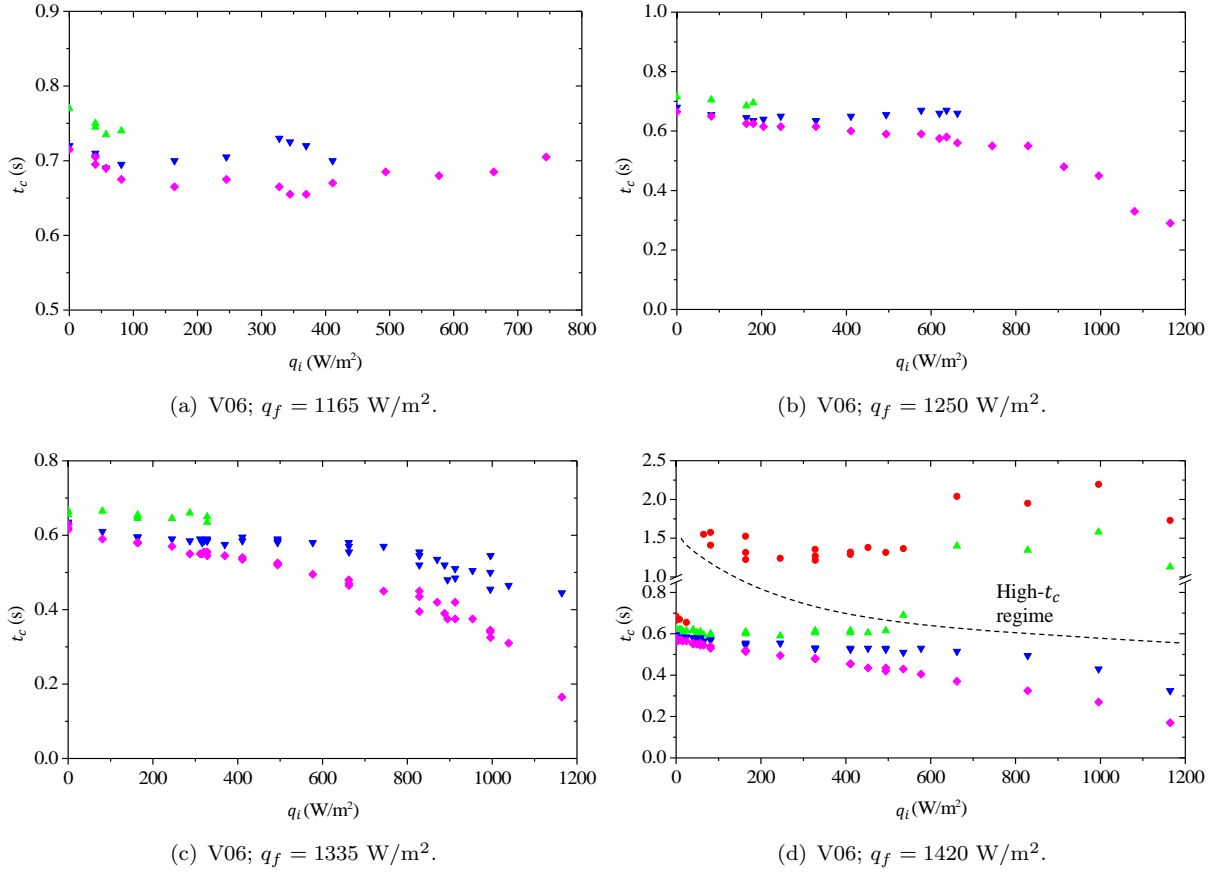 0.9
0.8
0.7
0.6
0.5
t_c (s)
0 100 200 300 400 500 600 700 800
q_i (W/m²)
(a) V06; q_f = 1165 W/m².
1.0
0.8
0.6
0.4
0.2
0.0
t_c (s)
0 200 400 600 800 1000 1200
q_i (W/m²)
(b) V06; q_f = 1250 W/m².
0.8
0.6
0.4
0.2
0.0
t_c (s)
0 200 400 600 800 1000 1200
q_i (W/m²)
(c) V06; q_f = 1335 W/m².
2.5
2.0
1.5
1.0
0.8
0.6
0.4
0.2
0.0
t_c (s)
High-t_c
regime
0 200 400 600 800 1000 1200
q_i (W/m²)
(d) V06; q_f = 1420 W/m².